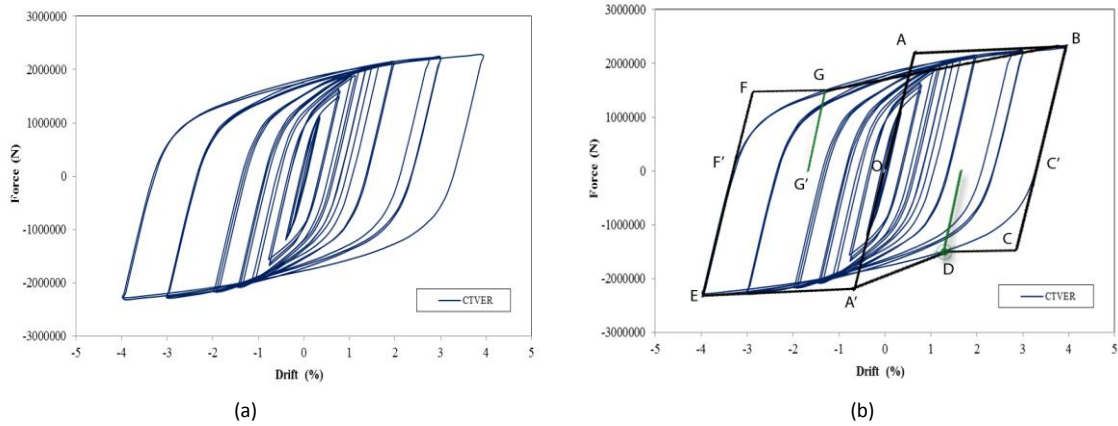 3000000
2000000
1000000
0
-1000000
-2000000
-3000000
-5 -4 -3 -2 -1 0 1 2 3 4 5
Force (N)
Drift (%)
CTVER
(a)
3000000
2000000
1000000
0
-1000000
-2000000
-3000000
-5 -4 -3 -2 -1 0 1 2 3 4 5
Force (N)
Drift (%)
A
B
G
F
F'
G'
O
C'
C
D
E
A'
CTVER
(b)